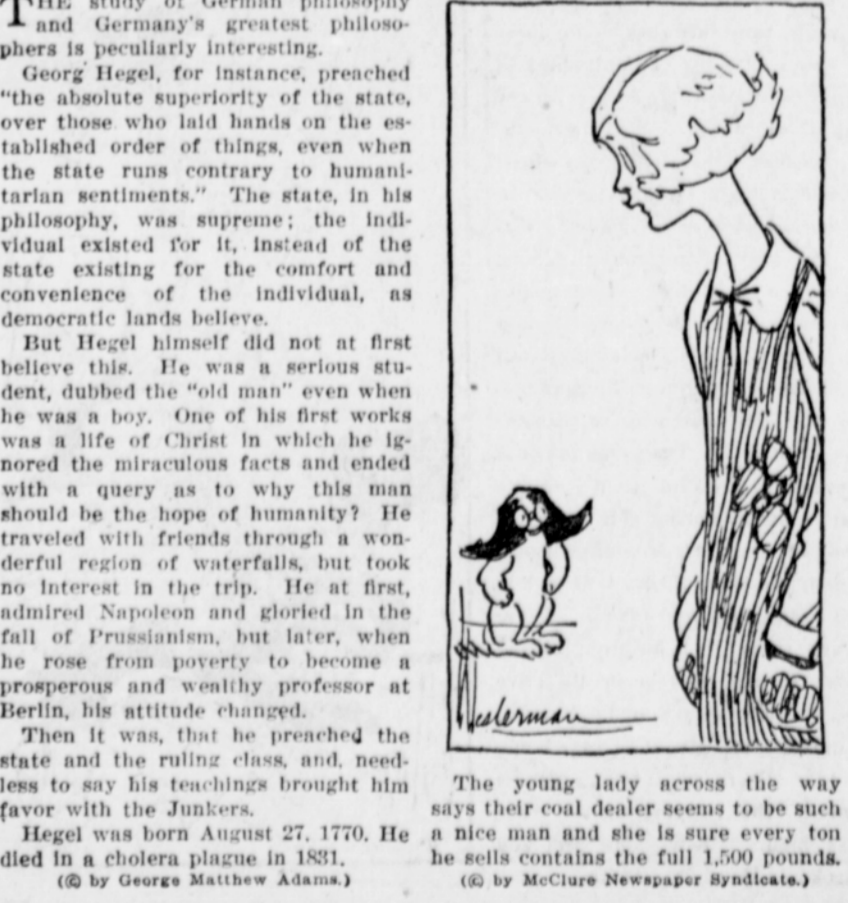 THE study of German philosophy
and Germany's greatest philoso-
phers is peculiarly interesting.
Georg Hegel, for instance, preached
"the absolute superiority of the state,
over those who laid hands on the es-
tablished order of things, even when
the state runs contrary to humani-
tarian sentiments." The state, in his
philosophy, was supreme; the indi-
vidual existed for it, instead of the
state existing for the comfort and
convenience of the individual, as
democratic lands believe.
But Hegel himself did not at first
believe this. He was a serious stu-
dent, dubbed the "old man" even when
he was a boy. One of his first works
was a life of Christ in which he ig-
nored the miraculous facts and ended
with a query as to why this man
should be the hope of humanity? He
traveled with friends through a won-
derful region of waterfalls, but took
no interest in the trip. He at first,
admired Napoleon and gloried in the
fall of Prussianism, but later, when
he rose from poverty to become a
prosperous and wealthy professor at
Berlin, his attitude changed.
Then it was, that he preached the
state and the ruling class, and, need-
less to say his teachings brought him
favor with the Junkers.
Hegel was born August 27, 1770. He
died in a cholera plague in 1831.
(© by George Matthew Adams.)
Westerman
The young lady across the way
says their coal dealer seems to be such
a nice man and she is sure every ton
he sells contains the full 1,500 pounds.
(© by McClure Newspaper Syndicate.)